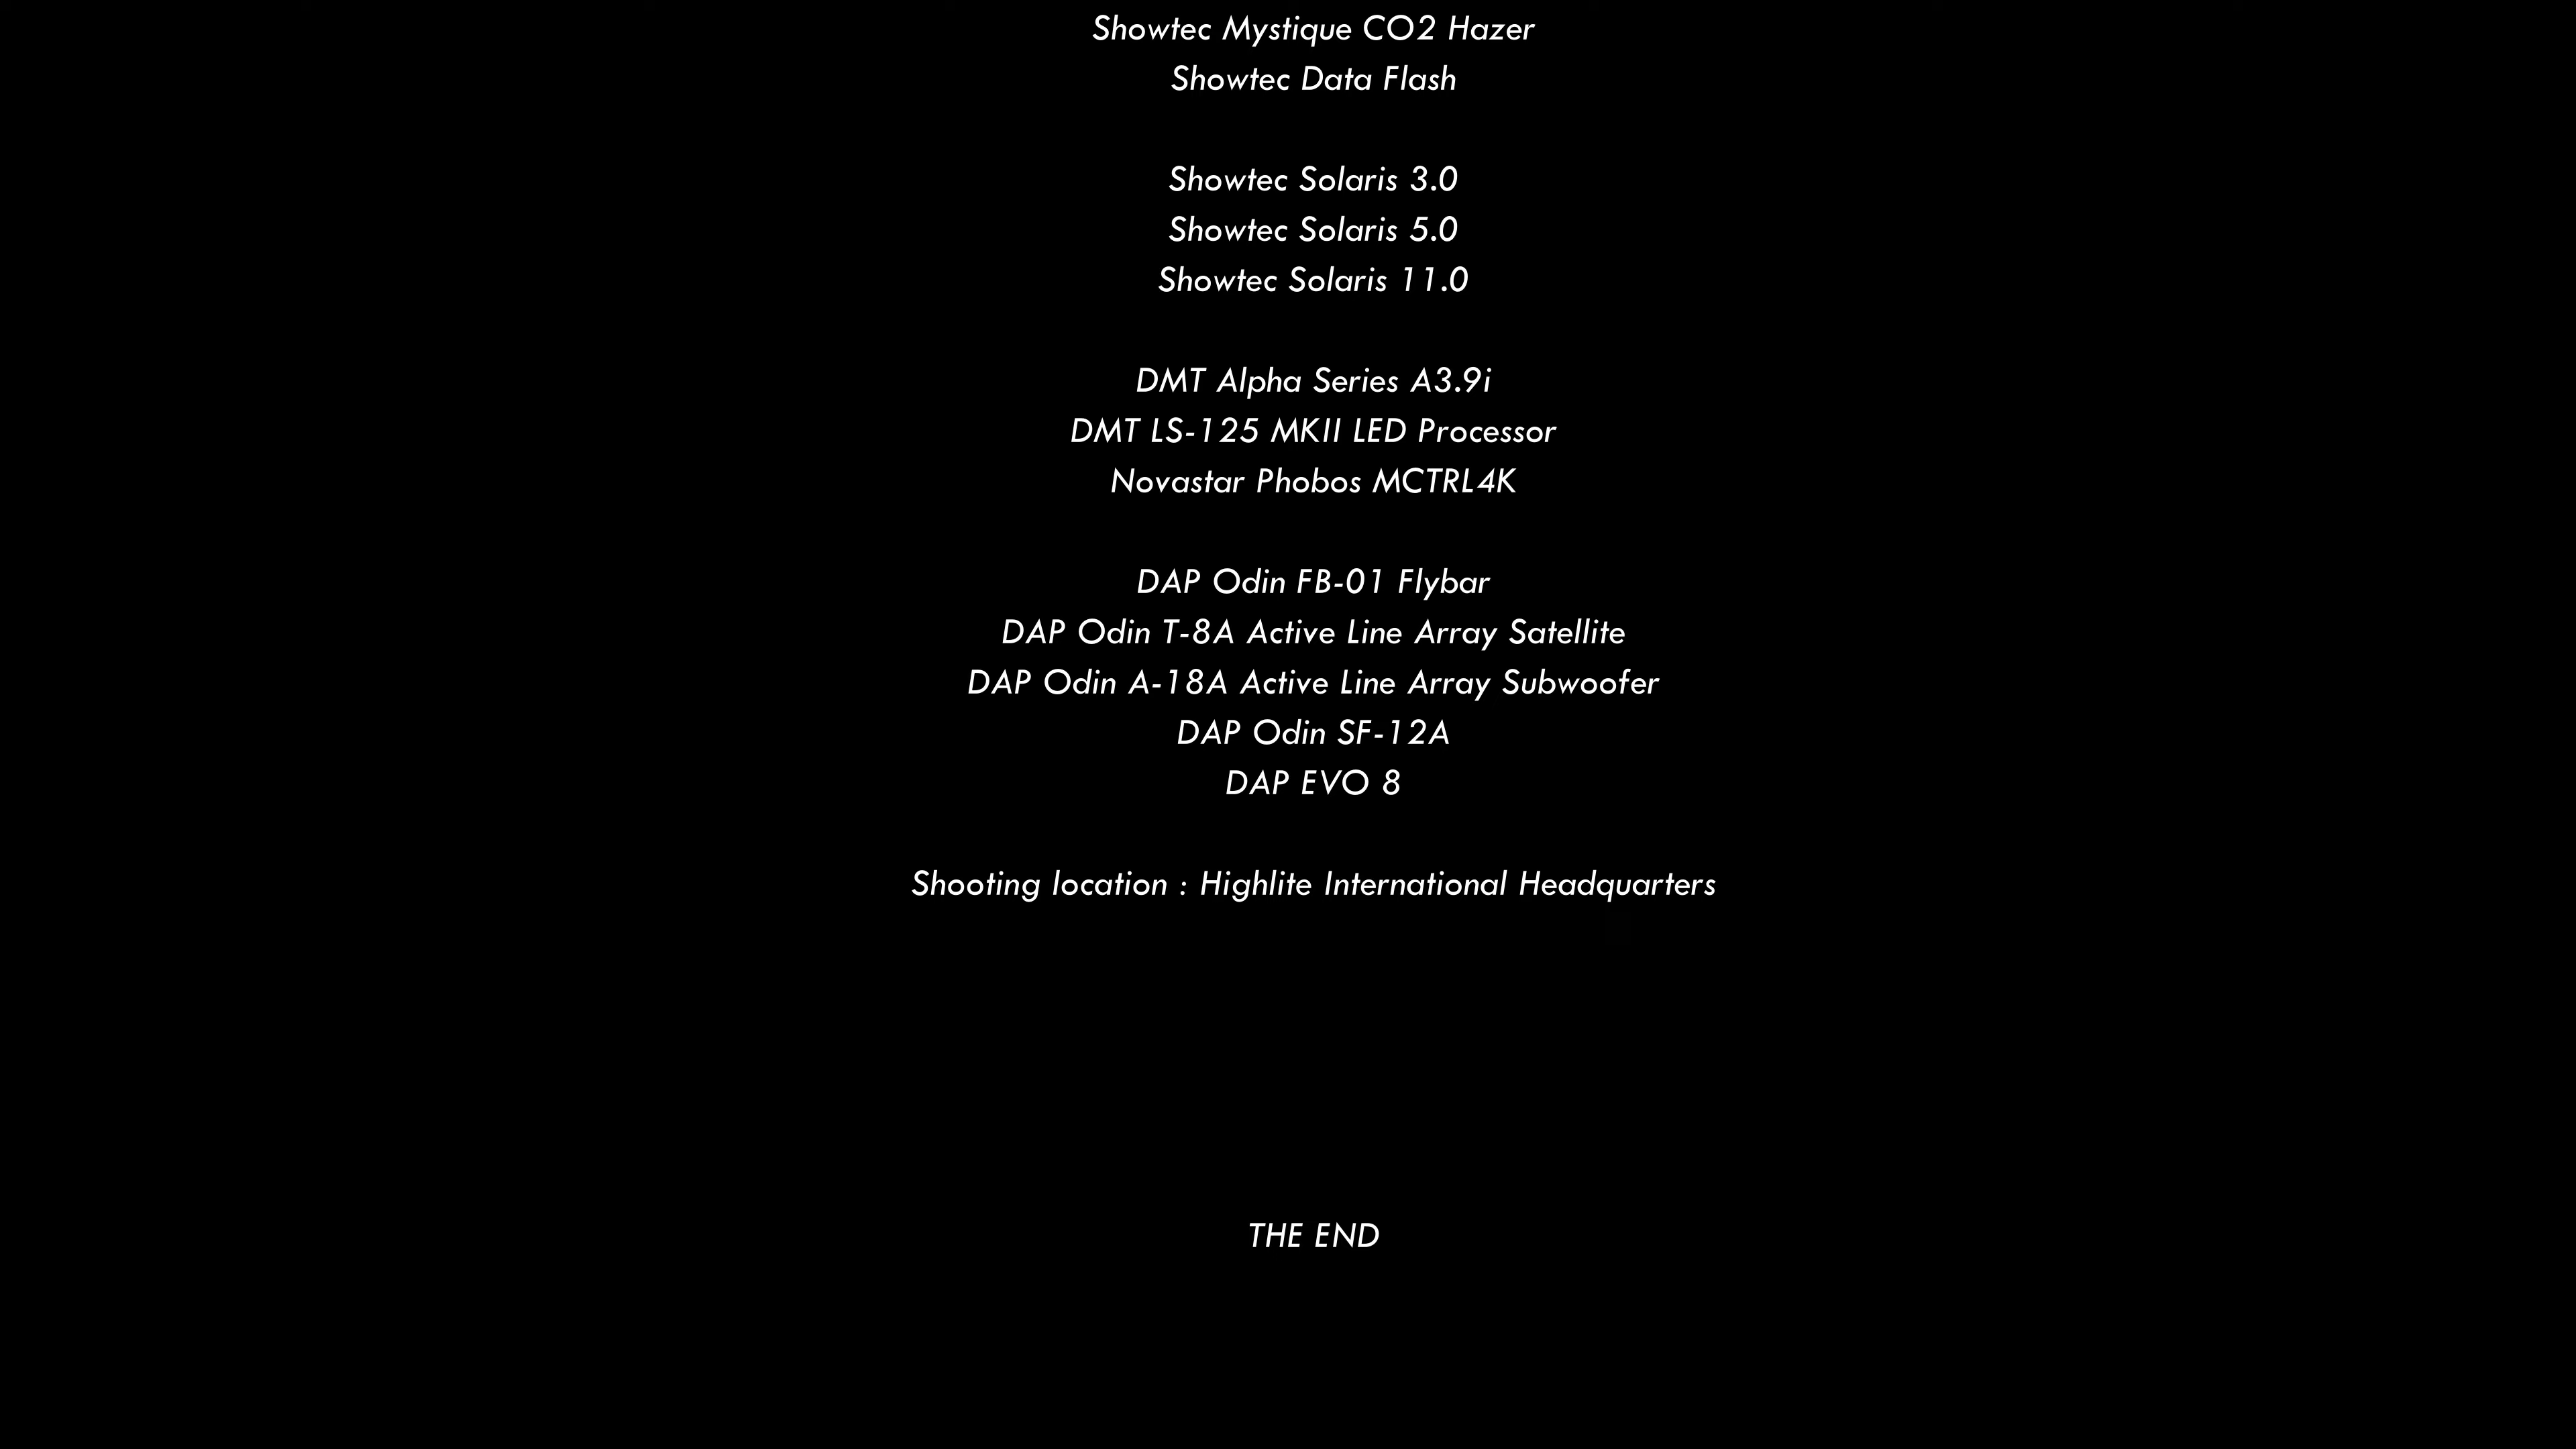 Showtec Mystique CO2 Hazer
Showtec Data Flash
Showtec Solaris 3.0
Showtec Solaris 5.0
Showtec Solaris 11.0
DMT Alpha Series A3.9i
DMT LS-125 MKII LED Processor
Novastar Phobos MCTRL4K
DAP Odin FB-01 Flybar
DAP Odin T-8A Active Line Array Satellite
DAP Odin A-18A Active Line Array Subwoofer
DAP Odin SF-12A
DAP EVO 8
Shooting location : Highlite International Headquarters
THE END